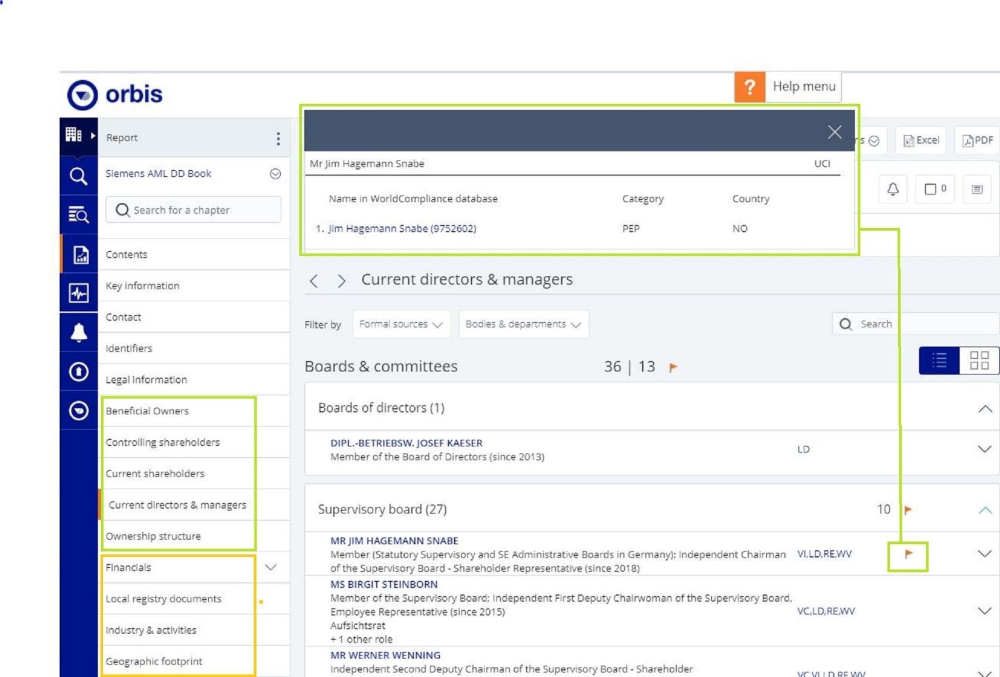 orbis
? Help menu
Report
Siemens AML DD Book
Search for a chapter
Contents
Key information
Contact
Identifiers
Legal information
Beneficial Owners
Controlling shareholders
Current shareholders
Current directors & managers
Ownership structure
Financials
Local registry documents
Industry & activities
Geographic footprint
Excel
PDF
0
Mr Jim Hagemann Snabe UCI
Name in WorldCompliance database Category Country
1. Jim Hagemann Snabe (9752602) PEP NO
Current directors & managers
Filter by Formal sources Bodies & departments Search
Boards & committees 36 | 13
Boards of directors (1)
DIPL.-BETRIEBSW. JOSEF KAESER
Member of the Board of Directors (since 2013) LD
Supervisory board (27) 10
MR JIM HAGEMANN SNABE
Member (Statutory Supervisory and SE Administrative Boards in Germany); Independent Chairman VI,LD,RE,WV
of the Supervisory Board - Shareholder Representative (since 2018)
MS BIRGIT STEINBORN
Member of the Supervisory Board; Independent First Deputy Chairwoman of the Supervisory Board,
Employee Representative (since 2015) VC,LD,RE,WV
Aufsichtsrat
+ 1 other role
MR WERNER WENNING
Independent Second Deputy Chairman of the Supervisory Board - Shareholder